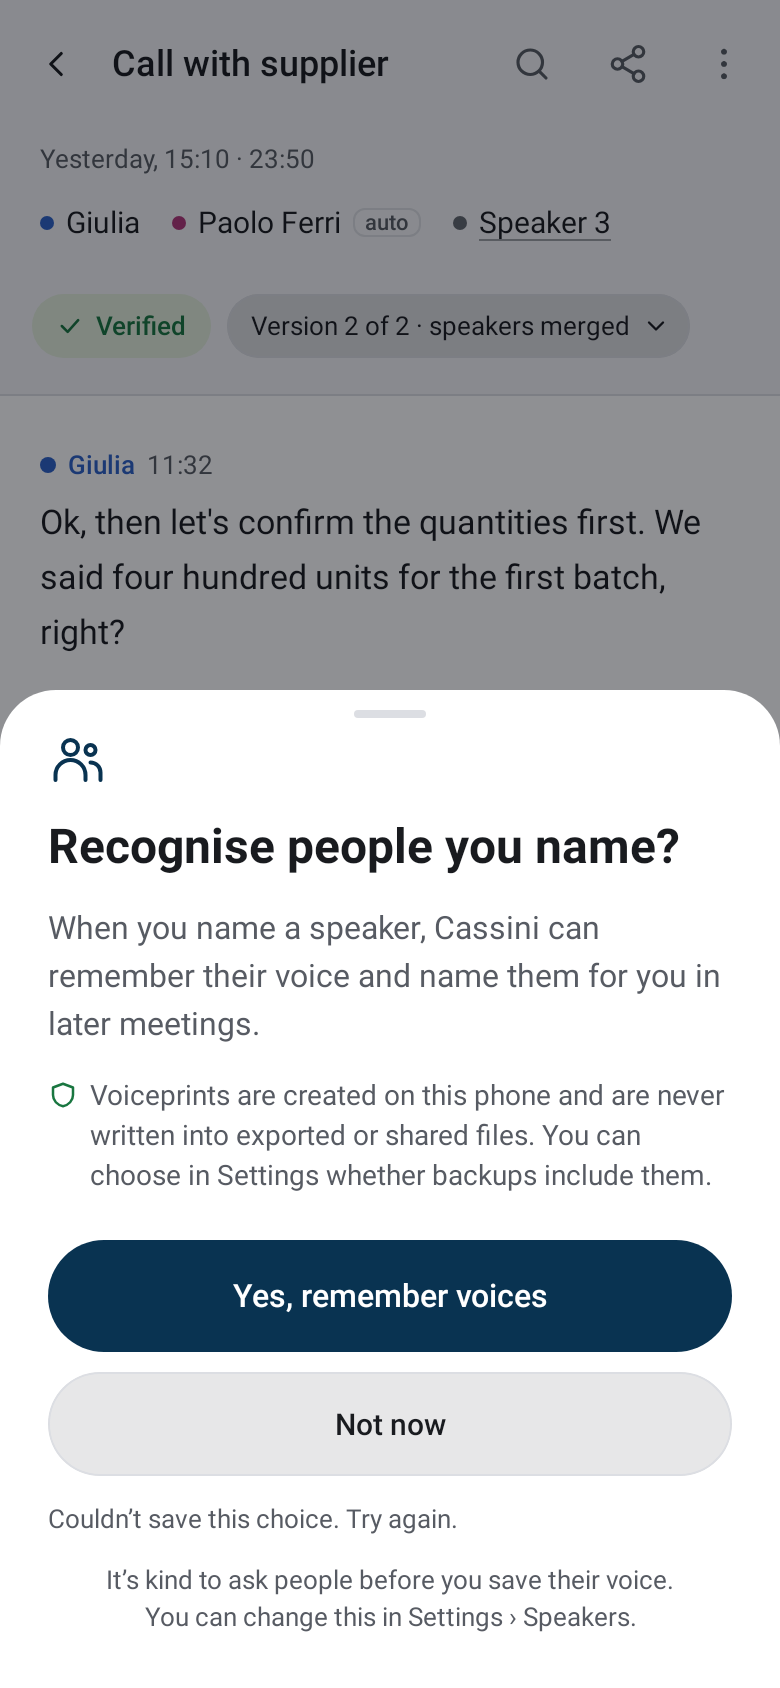 Call with supplier
Yesterday, 15:10 · 23:50
Giulia Paolo Ferri auto Speaker 3
Verified Version 2 of 2 · speakers merged
Giulia 11:32
Ok, then let's confirm the quantities first. We
said four hundred units for the first batch,
right?
Recognise people you name?
When you name a speaker, Cassini can
remember their voice and name them for you in
later meetings.
Voiceprints are created on this phone and are never
written into exported or shared files. You can
choose in Settings whether backups include them.
Yes, remember voices
Not now
Couldn’t save this choice. Try again.
It’s kind to ask people before you save their voice.
You can change this in Settings › Speakers.